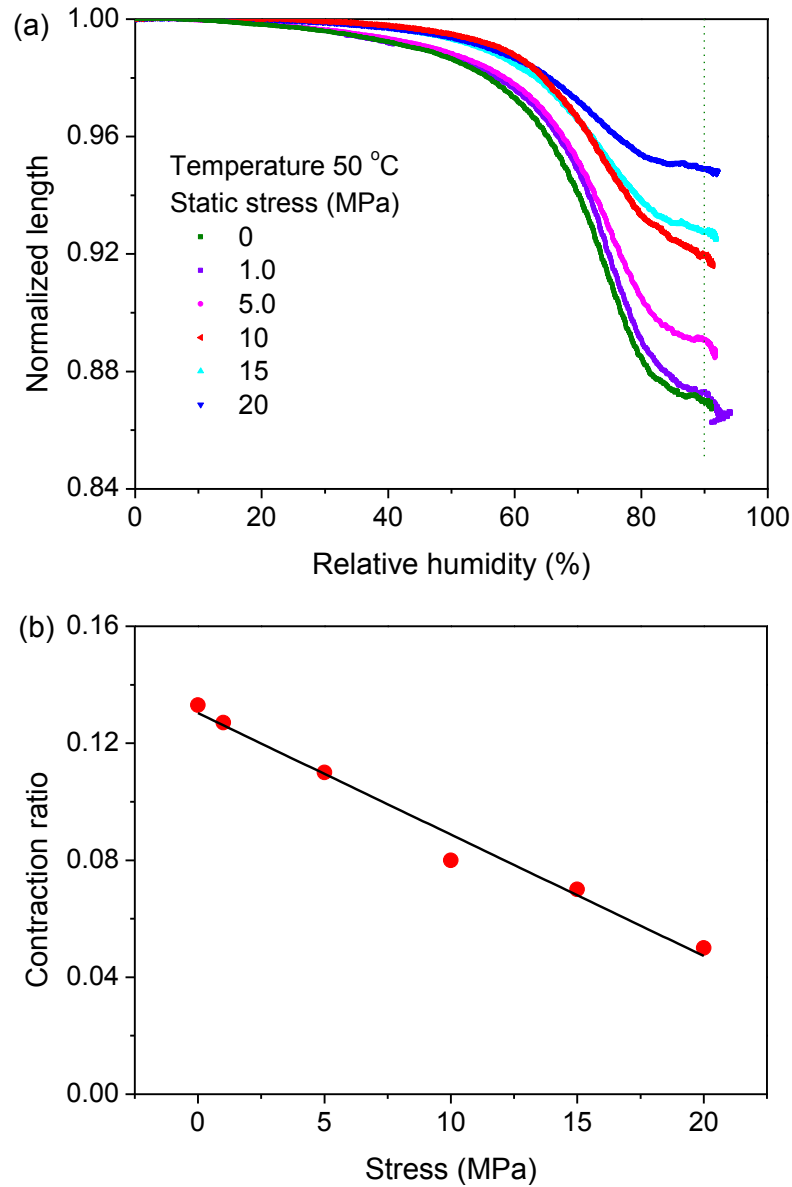 (a)
1.00
0.96
0.92
0.88
0.84
Normalized length
Temperature 50 °C
Static stress (MPa)
0
1.0
5.0
10
15
20
0 20 40 60 80 100
Relative humidity (%)
(b)
0.16
0.12
0.08
0.04
0.00
Contraction ratio
0 5 10 15 20
Stress (MPa)